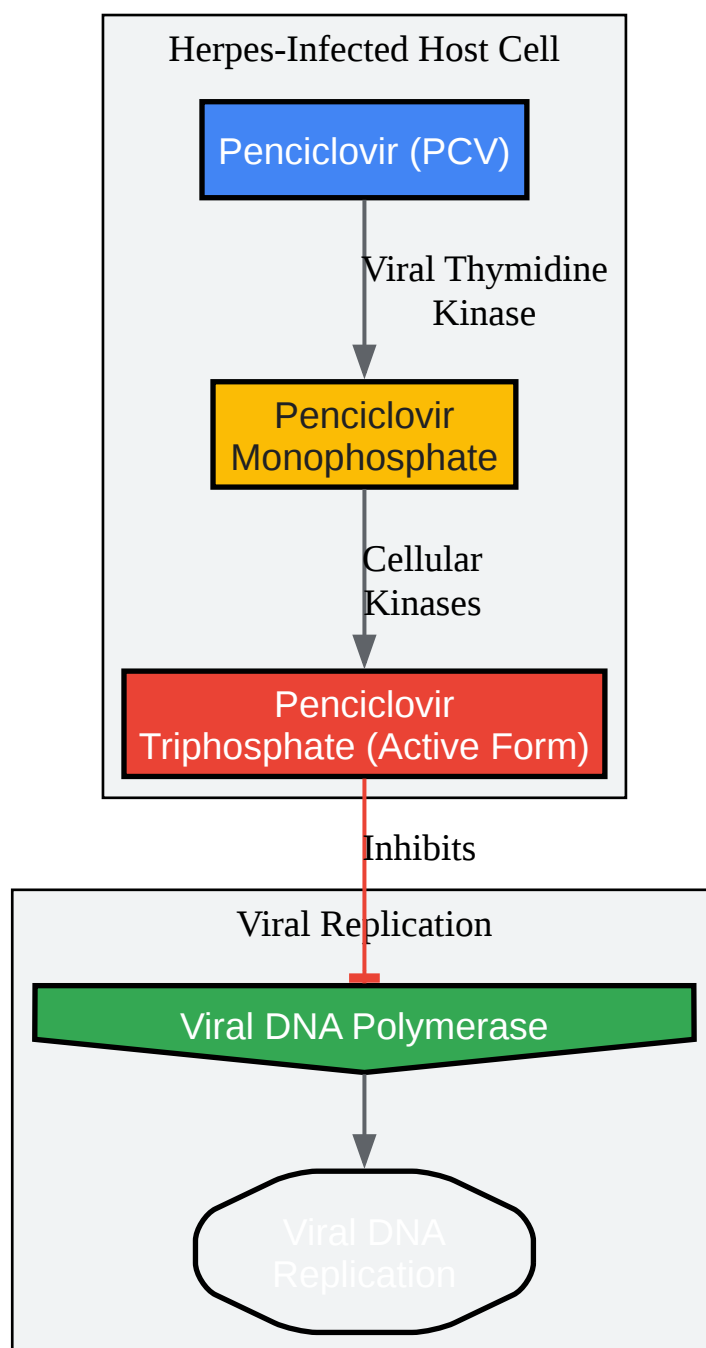 Herpes-Infected Host Cell
Penciclovir (PCV)
Viral Thymidine
Kinase
Penciclovir
Monophosphate
Cellular
Kinases
Penciclovir
Triphosphate (Active Form)
Inhibits
Viral Replication
Viral DNA Polymerase
Viral DNA
Replication